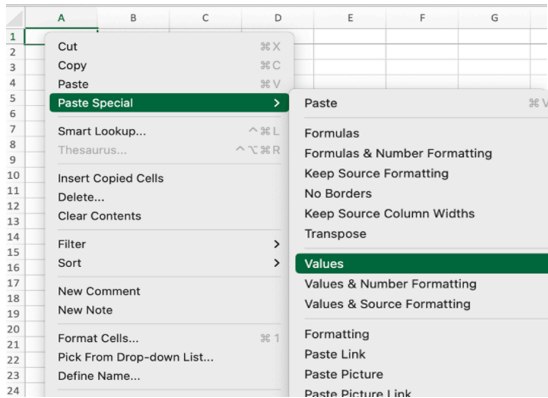 A B C D E F G
1
2
3
4
5
6
7
8
9
10
11
12
13
14
15
16
17
18
19
20
21
22
23
24
Cut ⌘X
Copy ⌘C
Paste ⌘V
Paste Special >
Smart Lookup... ^⌘L
Thesaurus... ^⌥⌘R
Insert Copied Cells
Delete...
Clear Contents
Filter >
Sort >
New Comment
New Note
Format Cells... ⌘1
Pick From Drop-down List...
Define Name...
Paste ⌘V
Formulas
Formulas & Number Formatting
Keep Source Formatting
No Borders
Keep Source Column Widths
Transpose
Values
Values & Number Formatting
Values & Source Formatting
Formatting
Paste Link
Paste Picture
Paste Picture Link